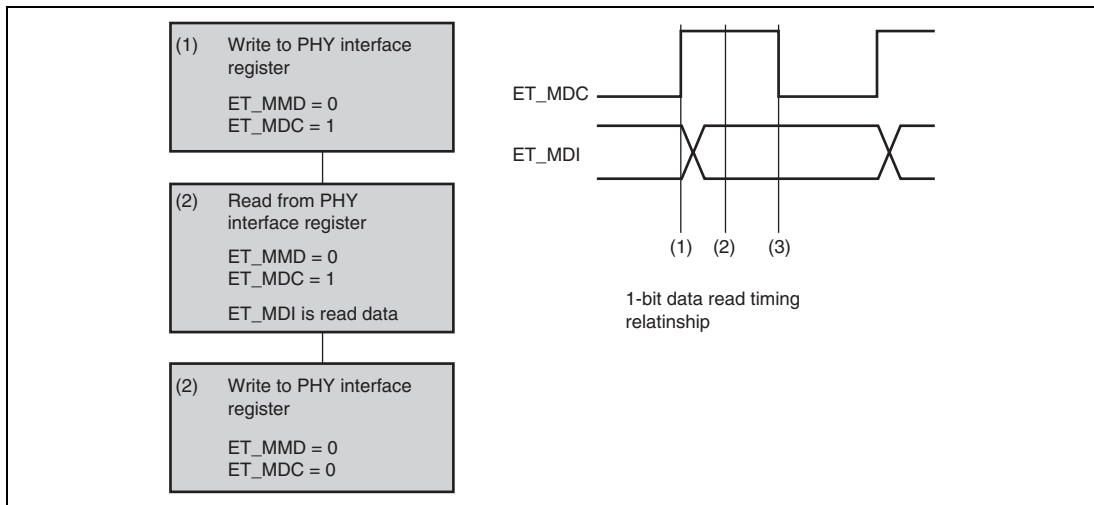 (1) Write to PHY interface
register
ET_MMD = 0
ET_MDC = 1
(2) Read from PHY
interface register
ET_MMD = 0
ET_MDC = 1
ET_MDI is read data
(2) Write to PHY interface
register
ET_MMD = 0
ET_MDC = 0
ET_MDC
ET_MDI
(1) (2) (3)
1-bit data read timing
relatinship